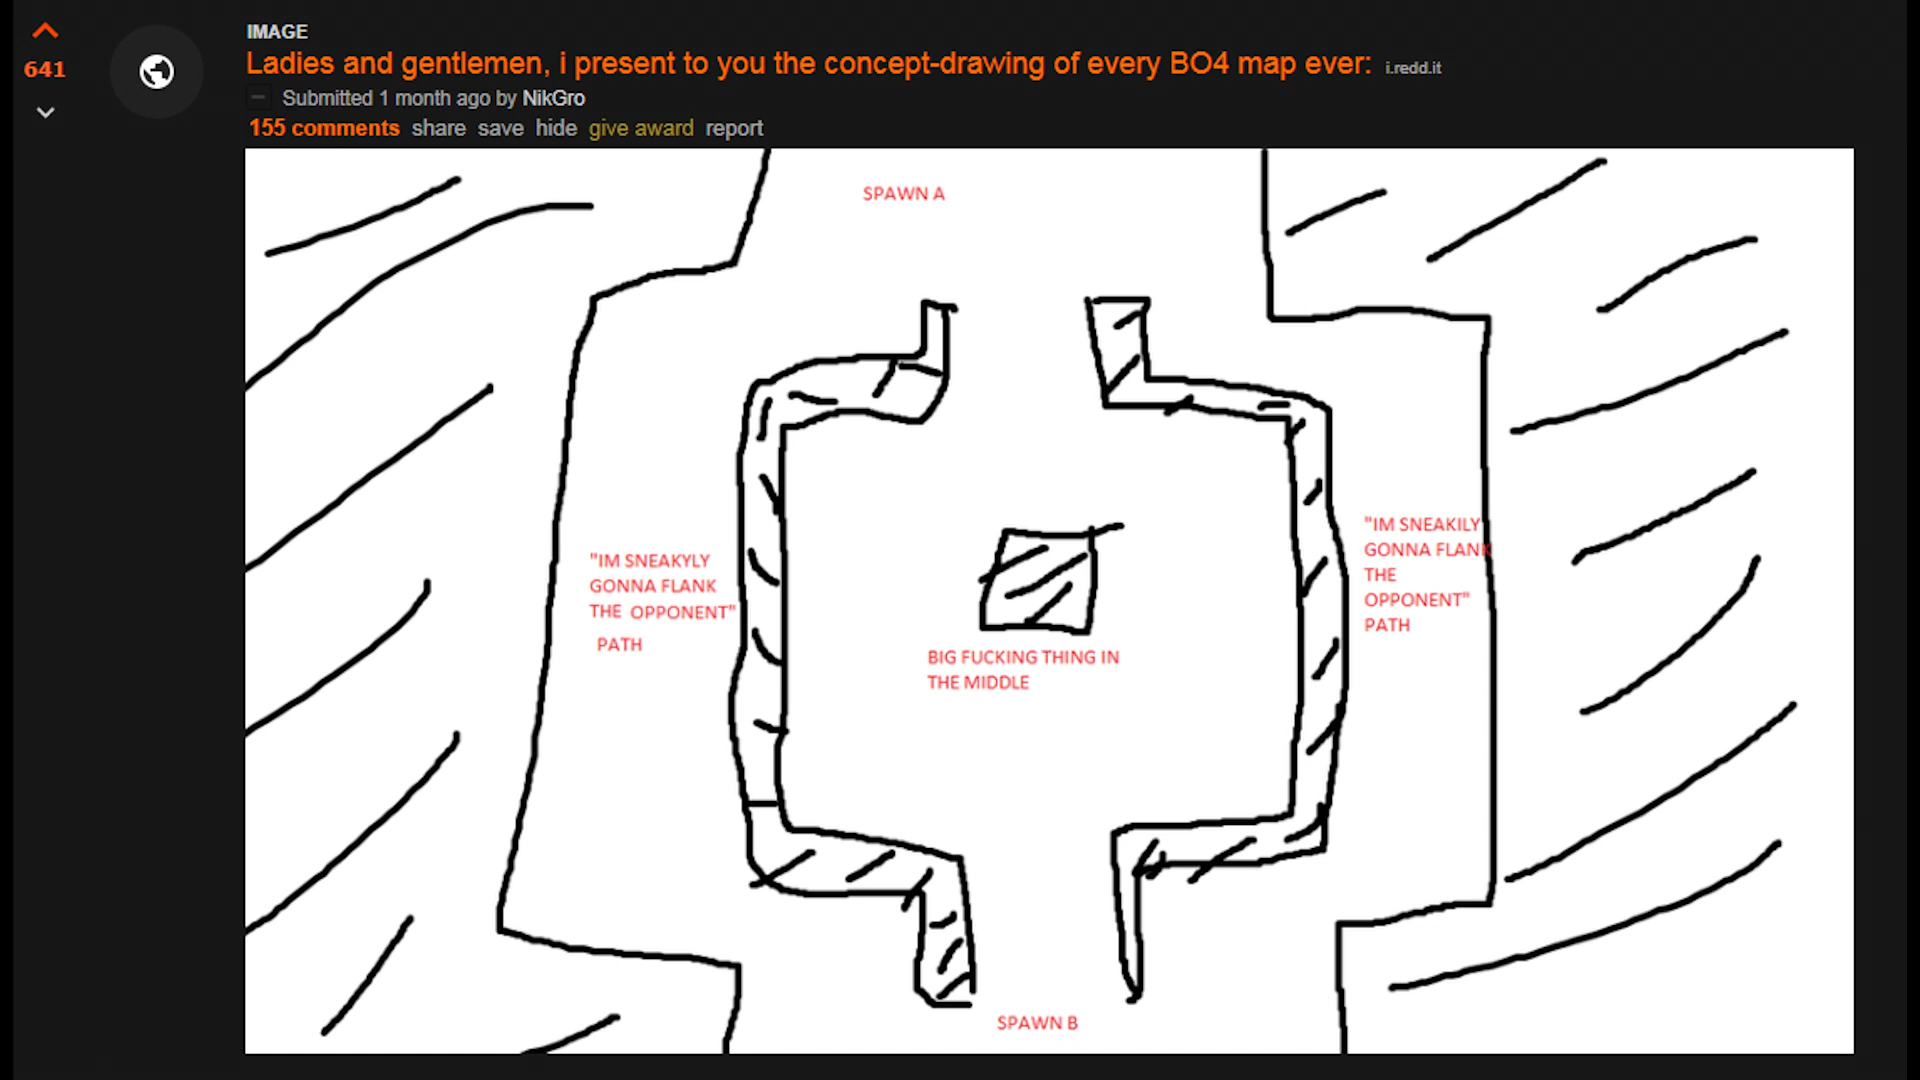 IMAGE
641
Ladies and gentlemen, i present to you the concept-drawing of every BO4 map ever: i.redd.it
Submitted 1 month ago by NikGro
155 comments share save hide give award report
SPAWN A
"IM SNEAKYLY
GONNA FLANK
THE OPPONENT"
PATH
BIG FUCKING THING IN
THE MIDDLE
"IM SNEAKILY
GONNA FLANK
THE
OPPONENT"
PATH
SPAWN B